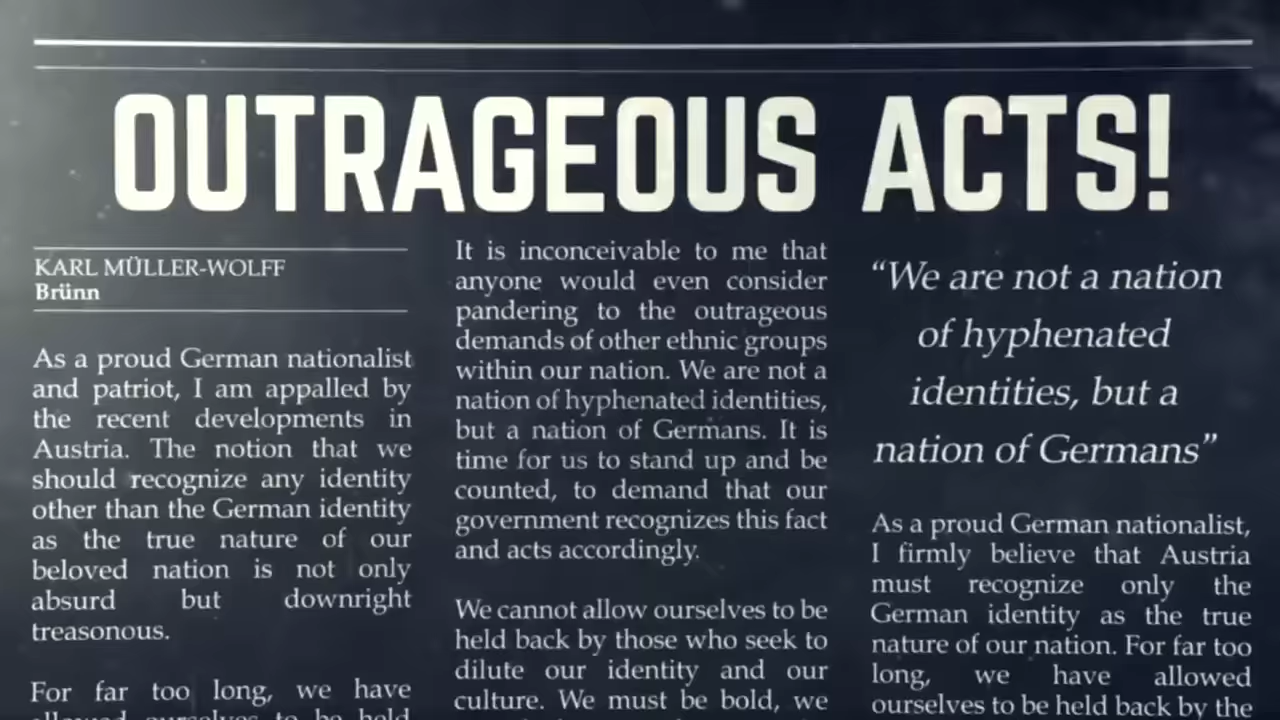 OUTRAGEOUS ACTS!
KARL MÜLLER-WOLFF
Brünn
As a proud German nationalist
and patriot, I am appalled by
the recent developments in
Austria. The notion that we
should recognize any identity
other than the German identity
as the true nature of our
beloved nation is not only
absurd but downright
treasonous.
For far too long, we have
allowed ourselves to be held
It is inconceivable to me that
anyone would even consider
pandering to the outrageous
demands of other ethnic groups
within our nation. We are not a
nation of hyphenated identities,
but a nation of Germans. It is
time for us to stand up and be
counted, to demand that our
government recognizes this fact
and acts accordingly.
We cannot allow ourselves to be
held back by those who seek to
dilute our identity and our
culture. We must be bold, we
“We are not a nation
of hyphenated
identities, but a
nation of Germans”
As a proud German nationalist,
I firmly believe that Austria
must recognize only the
German identity as the true
nature of our nation. For far too
long, we have allowed
ourselves to be held back by the